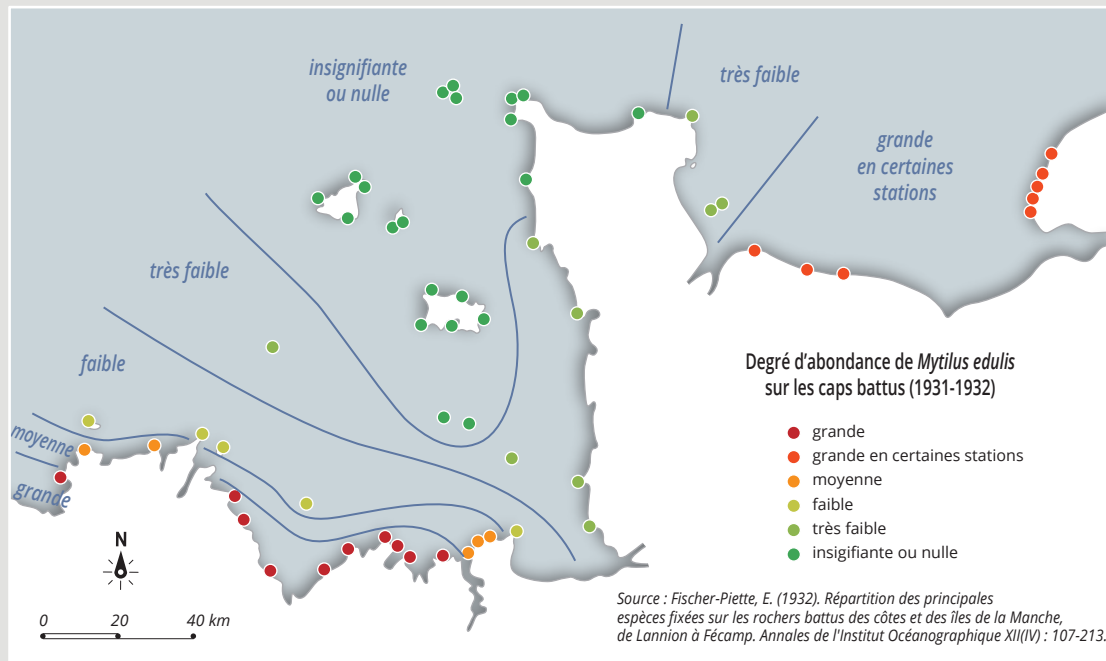 insignifiante
ou nulle
très faible
grande
en certaines
stations
très faible
faible
moyenne
grande
Degré d'abondance de Mytilus edulis
sur les caps battus (1931-1932)
grande
grande en certaines stations
moyenne
faible
très faible
insigifiante ou nulle
N
0 20 40 km
Source : Fischer-Piette, E. (1932). Répartition des principales
espèces fixées sur les rochers battus des côtes et des îles de la Manche,
de Lannion à Fécamp. Annales de l'Institut Océanographique XII(IV) : 107-213.